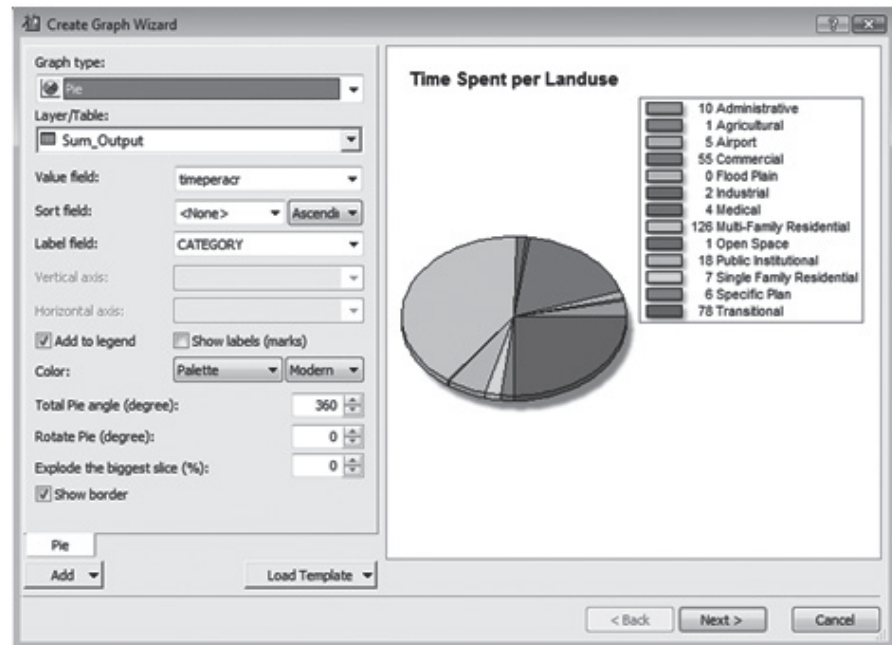 Create Graph Wizard
Graph type:
Pie
Layer/Table:
Sum_Output
Value field:
timeperacr
Sort field:
<None>
Ascendi
Label field:
CATEGORY
Vertical axis:
Horizontal axis:
Add to legend
Show labels (marks)
Color:
Palette
Modern
Total Pie angle (degree):
360
Rotate Pie (degree):
0
Explode the biggest slice (%):
0
Show border
Pie
Add
Load Template
Time Spent per Landuse
10 Administrative
1 Agricultural
5 Airport
55 Commercial
0 Flood Plain
2 Industrial
4 Medical
126 Multi-Family Residential
1 Open Space
18 Public Institutional
7 Single Family Residential
6 Specific Plan
78 Transitional
< Back
Next >
Cancel